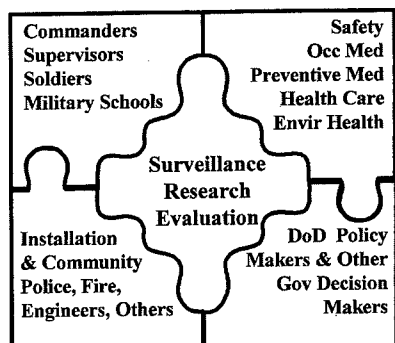 Commanders
Supervisors
Soldiers
Military Schools
Safety
Occ Med
Preventive Med
Health Care
Envir Health
Surveillance
Research
Evaluation
Installation
& Community
Police, Fire,
Engineers, Others
DoD Policy
Makers & Other
Gov Decision
Makers